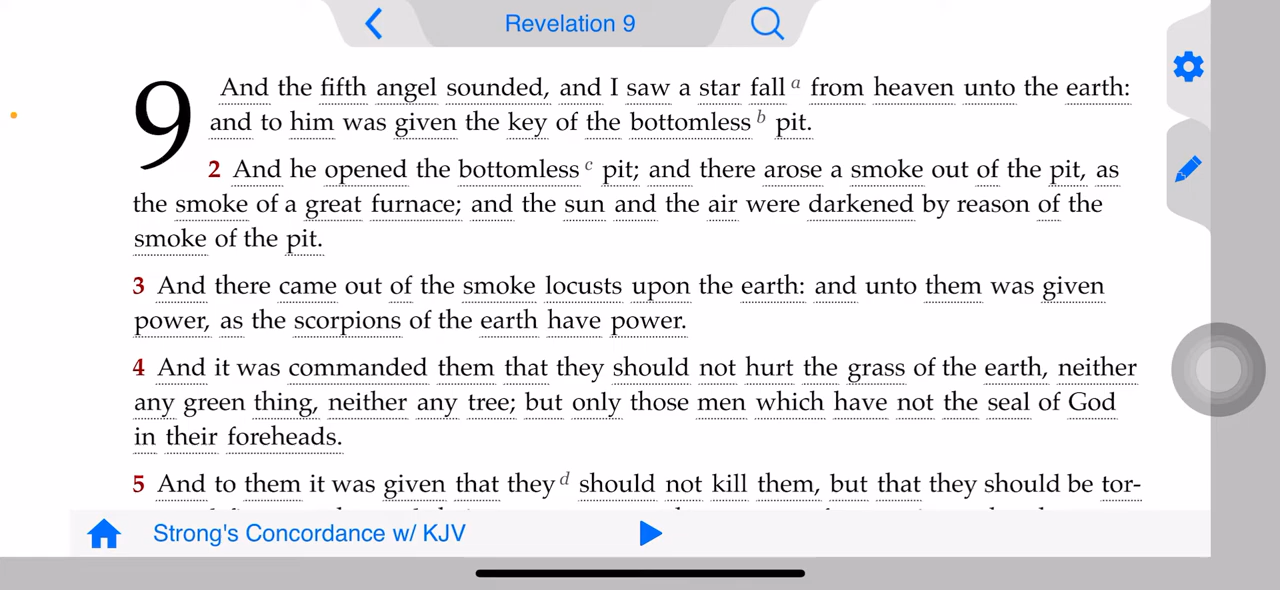 Revelation 9
9 And the fifth angel sounded, and I saw a star fall a from heaven unto the earth:
and to him was given the key of the bottomless b pit.
2 And he opened the bottomless c pit; and there arose a smoke out of the pit, as
the smoke of a great furnace; and the sun and the air were darkened by reason of the
smoke of the pit.
3 And there came out of the smoke locusts upon the earth: and unto them was given
power, as the scorpions of the earth have power.
4 And it was commanded them that they should not hurt the grass of the earth, neither
any green thing, neither any tree; but only those men which have not the seal of God
in their foreheads.
5 And to them it was given that they d should not kill them, but that they should be tor-
Strong's Concordance w/ KJV